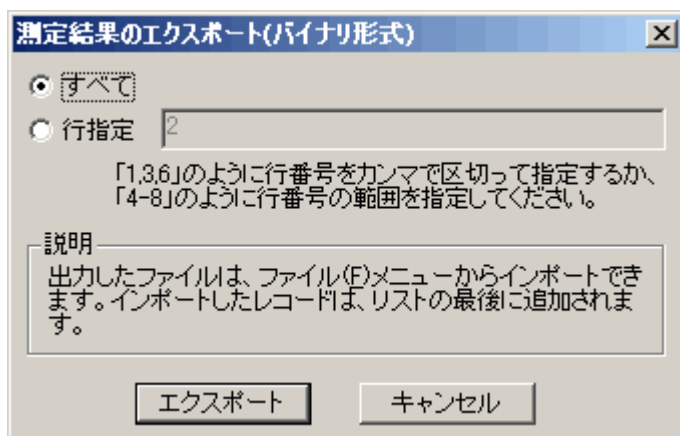 測定結果のエクスポート(バイナリ形式)
すべて
行指定 2
「1,3,6」のように行番号をカンマで区切って指定するか、
「4-8」のように行番号の範囲を指定してください。
説明
出力したファイルは、ファイル(F)メニューからインポートでき
ます。インポートしたレコードは、リストの最後に追加されま
す。
エクスポート キャンセル